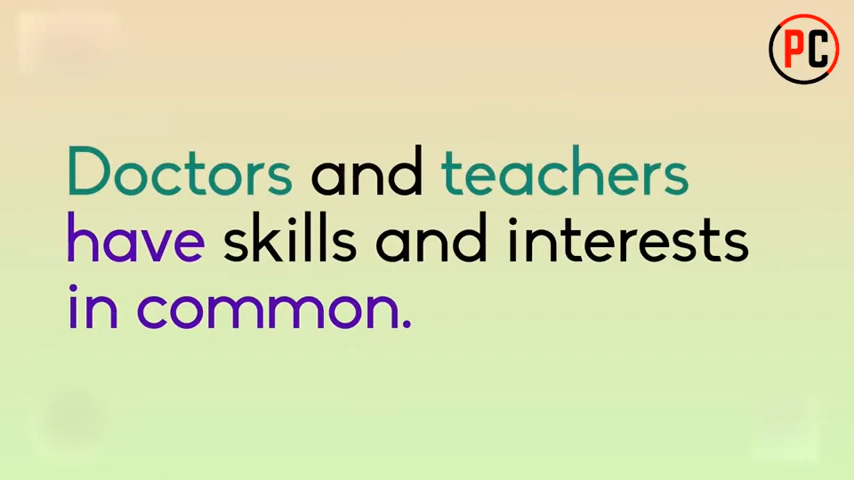 PC
Doctors and teachers
have skills and interests
in common.